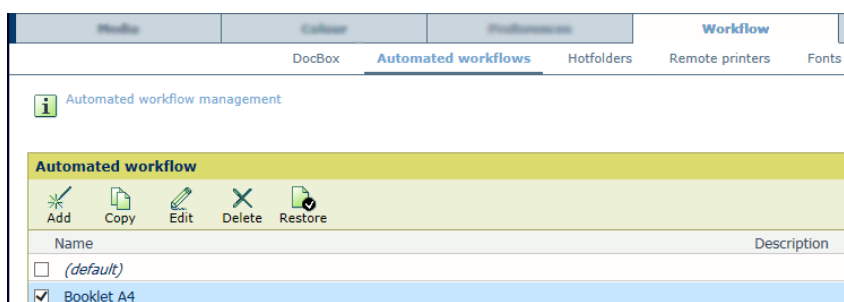 Workflow
DocBox Automated workflows Hotfolders Remote printers Fonts
Automated workflow management
Automated workflow
Add Copy Edit Delete Restore
Name Description
(default)
Booklet A4